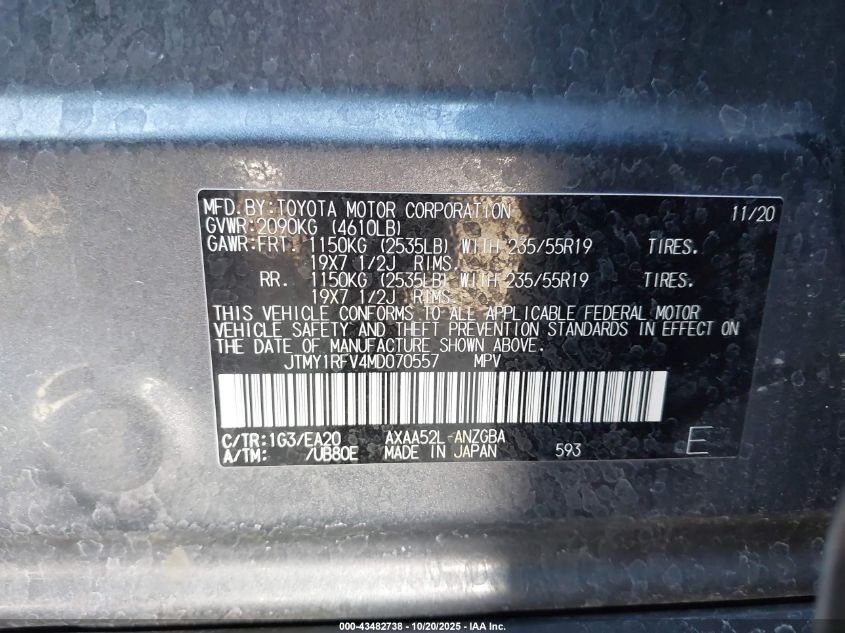 MFD.BY:TOYOTA MOTOR CORPORATION 11/20
GVWR:2090KG (4610LB)
GAWR:FRT. 1150KG (2535LB) WITH 235/55R19 TIRES.
19X7 1/2J RIMS.
RR. 1150KG (2535LB) WITH 235/55R19 TIRES.
19X7 1/2J RIMS.
THIS VEHICLE CONFORMS TO ALL APPLICABLE FEDERAL MOTOR
VEHICLE SAFETY AND THEFT PREVENTION STANDARDS IN EFFECT ON
THE DATE OF MANUFACTURE SHOWN ABOVE.
JTMY1RFV4MD070557 MPV
C/TR:1G3/EA20 AXAA52L-ANZGBA
A/TM: /UB80E MADE IN JAPAN 593 E
000-43482738 - 10/20/2025 - IAA Inc.